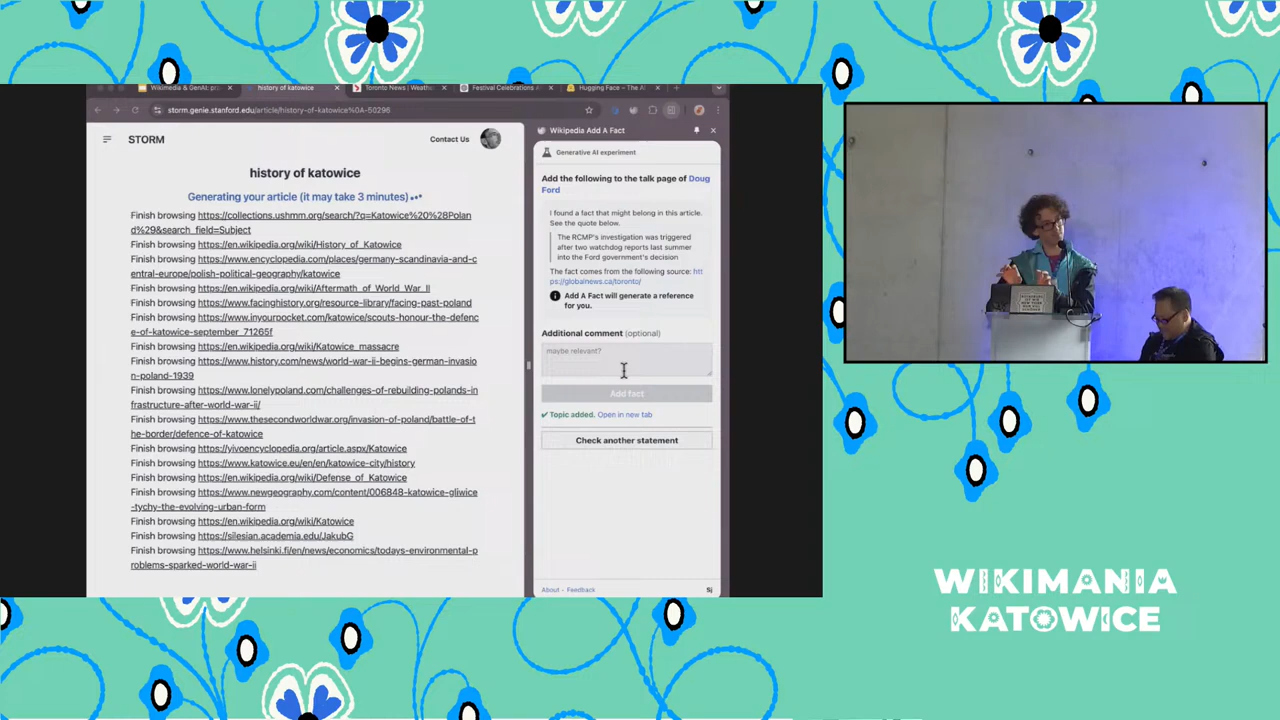 Wikimedia & GenAI: pr
history of katowice
Toronto News | Weathe
Festival Celebrations A
Hugging Face – The AI
storm.genie.stanford.edu/article/history-of-katowice%0A-50296
STORM
Contact Us
history of katowice
Generating your article (it may take 3 minutes)
Finish browsing https://collections.ushmm.org/search/?q=Katowice%20%28Polan
d%29&search_field=Subject
Finish browsing https://en.wikipedia.org/wiki/History_of_Katowice
Finish browsing https://www.encyclopedia.com/places/germany-scandinavia-and-c
entral-europe/polish-political-geography/katowice
Finish browsing https://en.wikipedia.org/wiki/Aftermath_of_World_War_II
Finish browsing https://www.facinghistory.org/resource-library/facing-past-poland
Finish browsing https://www.inyourpocket.com/katowice/scouts-honour-the-defenc
e-of-katowice-september_71265f
Finish browsing https://en.wikipedia.org/wiki/Katowice_massacre
Finish browsing https://www.history.com/news/world-war-ii-begins-german-invasio
n-poland-1939
Finish browsing https://www.lonelypoland.com/challenges-of-rebuilding-polands-in
frastructure-after-world-war-ii/
Finish browsing https://www.thesecondworldwar.org/invasion-of-poland/battle-of-t
he-border/defence-of-katowice
Finish browsing https://yivoencyclopedia.org/article.aspx/Katowice
Finish browsing https://www.katowice.eu/en/en/katowice-city/history
Finish browsing https://en.wikipedia.org/wiki/Defense_of_Katowice
Finish browsing https://www.newgeography.com/content/006848-katowice-gliwice
-tychy-the-evolving-urban-form
Finish browsing https://en.wikipedia.org/wiki/Katowice
Finish browsing https://silesian.academia.edu/JakubG
Finish browsing https://www.helsinki.fi/en/news/economics/todays-environmental-p
roblems-sparked-world-war-ii
Wikipedia Add A Fact
Generative AI experiment
Add the following to the talk page of Doug
Ford
I found a fact that might belong in this article.
See the quote below.
The RCMP's investigation was triggered
after two watchdog reports last summer
into the Ford government's decision
The fact comes from the following source: htt
ps://globalnews.ca/toronto/
Add A Fact will generate a reference
for you.
Additional comment (optional)
maybe relevant?
Add fact
✔ Topic added. Open in new tab
Check another statement
About · Feedback
Sj
WIKIMANIA
KATOWICE